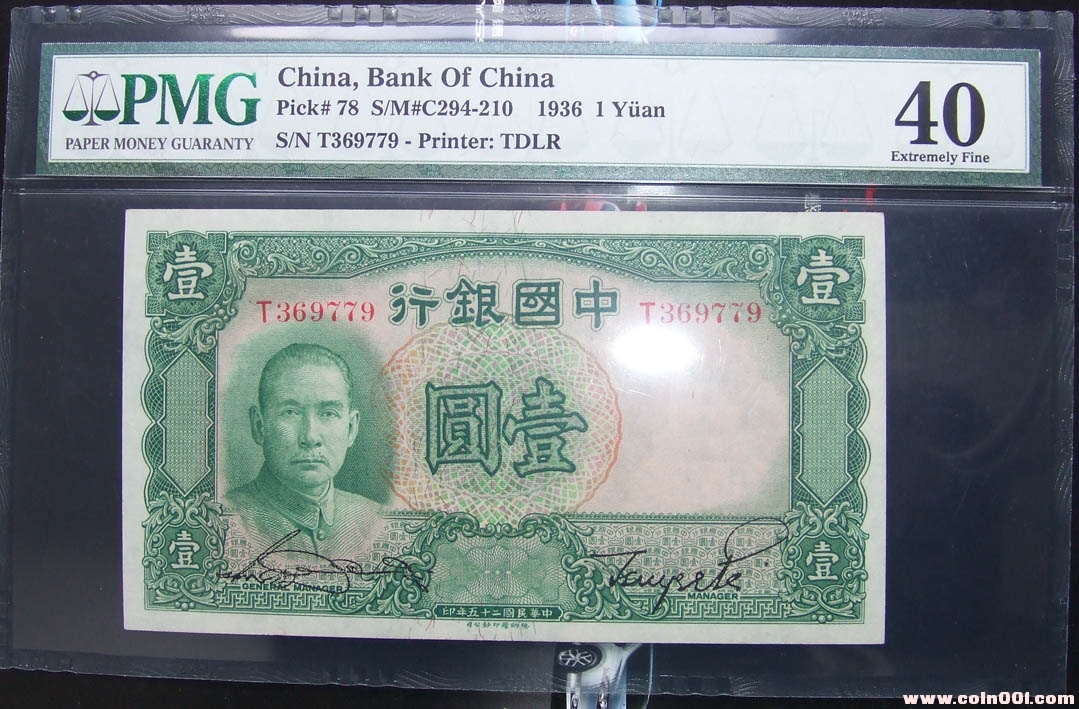 PMG
PAPER MONEY GUARANTY
China, Bank Of China
Pick# 78 S/M#C294-210 1936 1 Yüan
S/N T369779 - Printer: TDLR
40
Extremely Fine
壹
壹
T369779
行銀國中
T369779
圓壹
壹
壹
GENERAL MANAGER
MANAGER
印年五十二國民華中
www.coin001.com